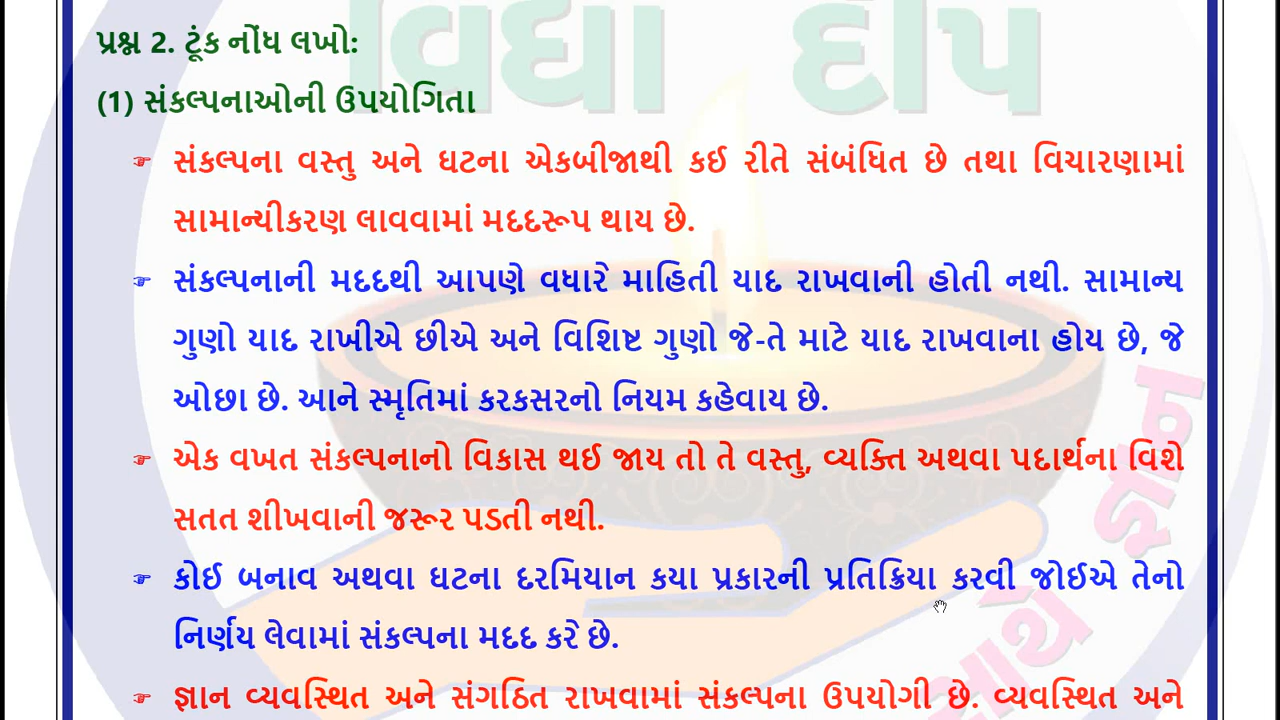 વિદ્યા દીપ
પ્રશ્ન 2. ટૂંક નોંધ લખો:
(1) સંકલ્પનાઓની ઉપયોગિતા
☞ સંકલ્પના વસ્તુ અને ઘટના એકબીજાથી કઈ રીતે સંબંધિત છે તથા વિચારણામાં
સામાન્યીકરણ લાવવામાં મદદરૂપ થાય છે.
☞ સંકલ્પનાની મદદથી આપણે વધારે માહિતી યાદ રાખવાની હોતી નથી. સામાન્ય
ગુણો યાદ રાખીએ છીએ અને વિશિષ્ટ ગુણો જે-તે માટે યાદ રાખવાના હોય છે, જે
ઓછા છે. આને સ્મૃતિમાં કરકસરનો નિયમ કહેવાય છે.
☞ એક વખત સંકલ્પનાનો વિકાસ થઈ જાય તો તે વસ્તુ, વ્યક્તિ અથવા પદાર્થના વિશે
સતત શીખવાની જરૂર પડતી નથી.
☞ કોઈ બનાવ અથવા ઘટના દરમિયાન કયા પ્રકારની પ્રતિક્રિયા કરવી જોઈએ તેનો
નિર્ણય લેવામાં સંકલ્પના મદદ કરે છે.
☞ જ્ઞાન વ્યવસ્થિત અને સંગઠિત રાખવામાં સંકલ્પના ઉપયોગી છે. વ્યવસ્થિત અને